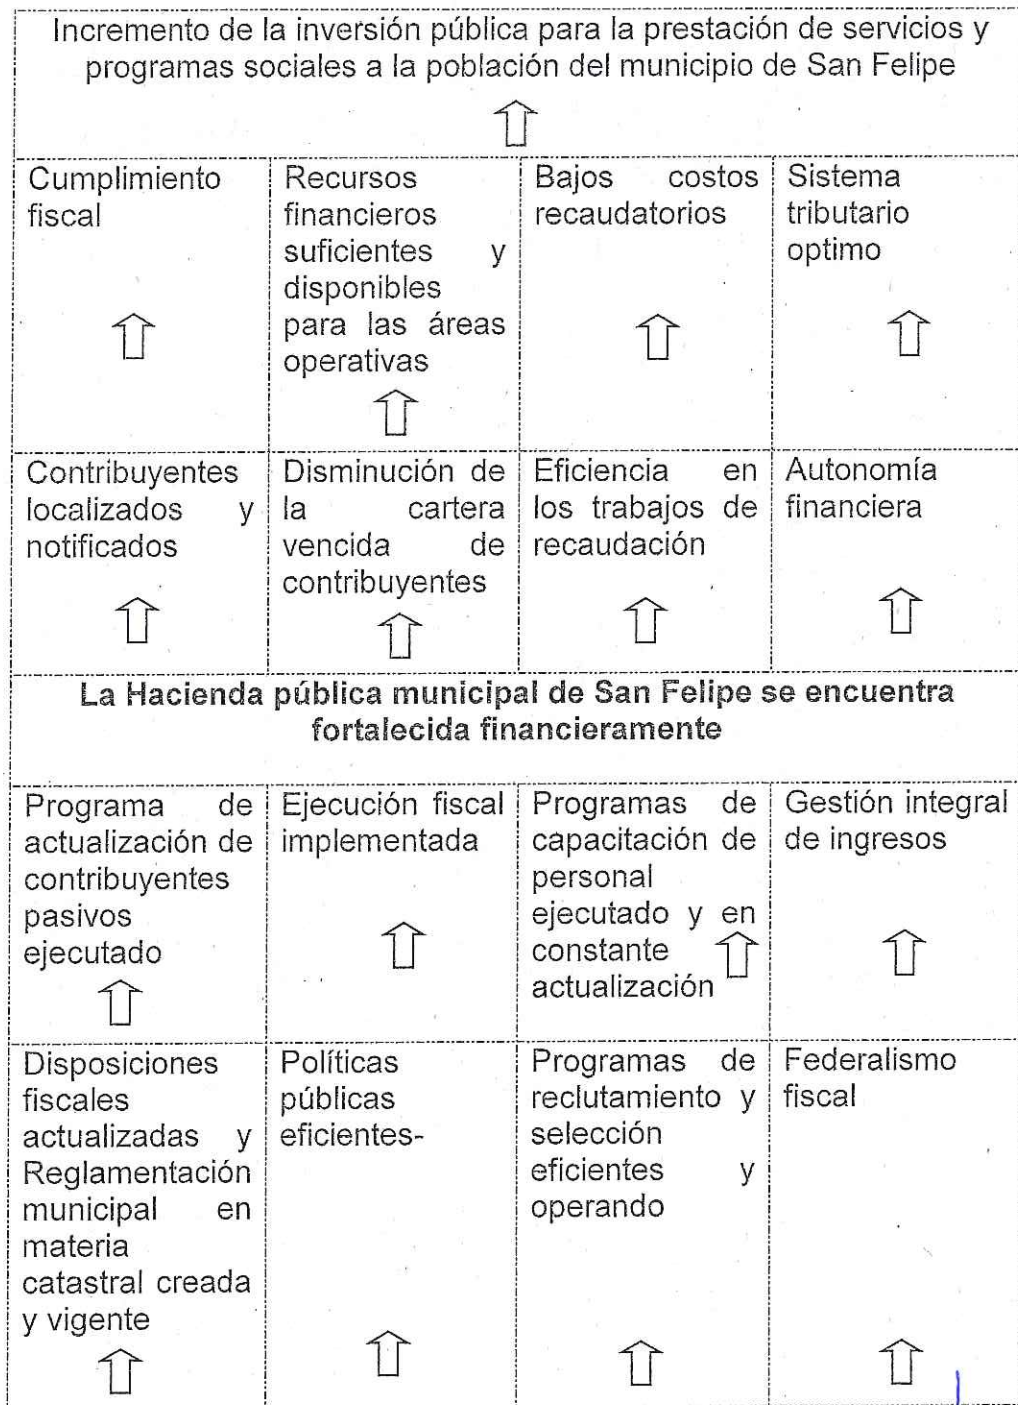 Incremento de la inversión pública para la prestación de servicios y
programas sociales a la población del municipio de San Felipe
Cumplimiento
fiscal
Recursos
financieros
suficientes y
disponibles
para las áreas
operativas
Bajos costos
recaudatorios
Sistema
tributario
optimo
Contribuyentes
localizados y
notificados
Disminución de
la cartera
vencida de
contribuyentes
Eficiencia en
los trabajos de
recaudación
Autonomía
financiera
La Hacienda pública municipal de San Felipe se encuentra
fortalecida financieramente
Programa de
actualización de
contribuyentes
pasivos
ejecutado
Ejecución fiscal
implementada
Programas de
capacitación de
personal
ejecutado y en
constante
actualización
Gestión integral
de ingresos
Disposiciones
fiscales
actualizadas y
Reglamentación
municipal en
materia
catastral creada
y vigente
Políticas
públicas
eficientes-
Programas de
reclutamiento y
selección
eficientes y
operando
Federalismo
fiscal